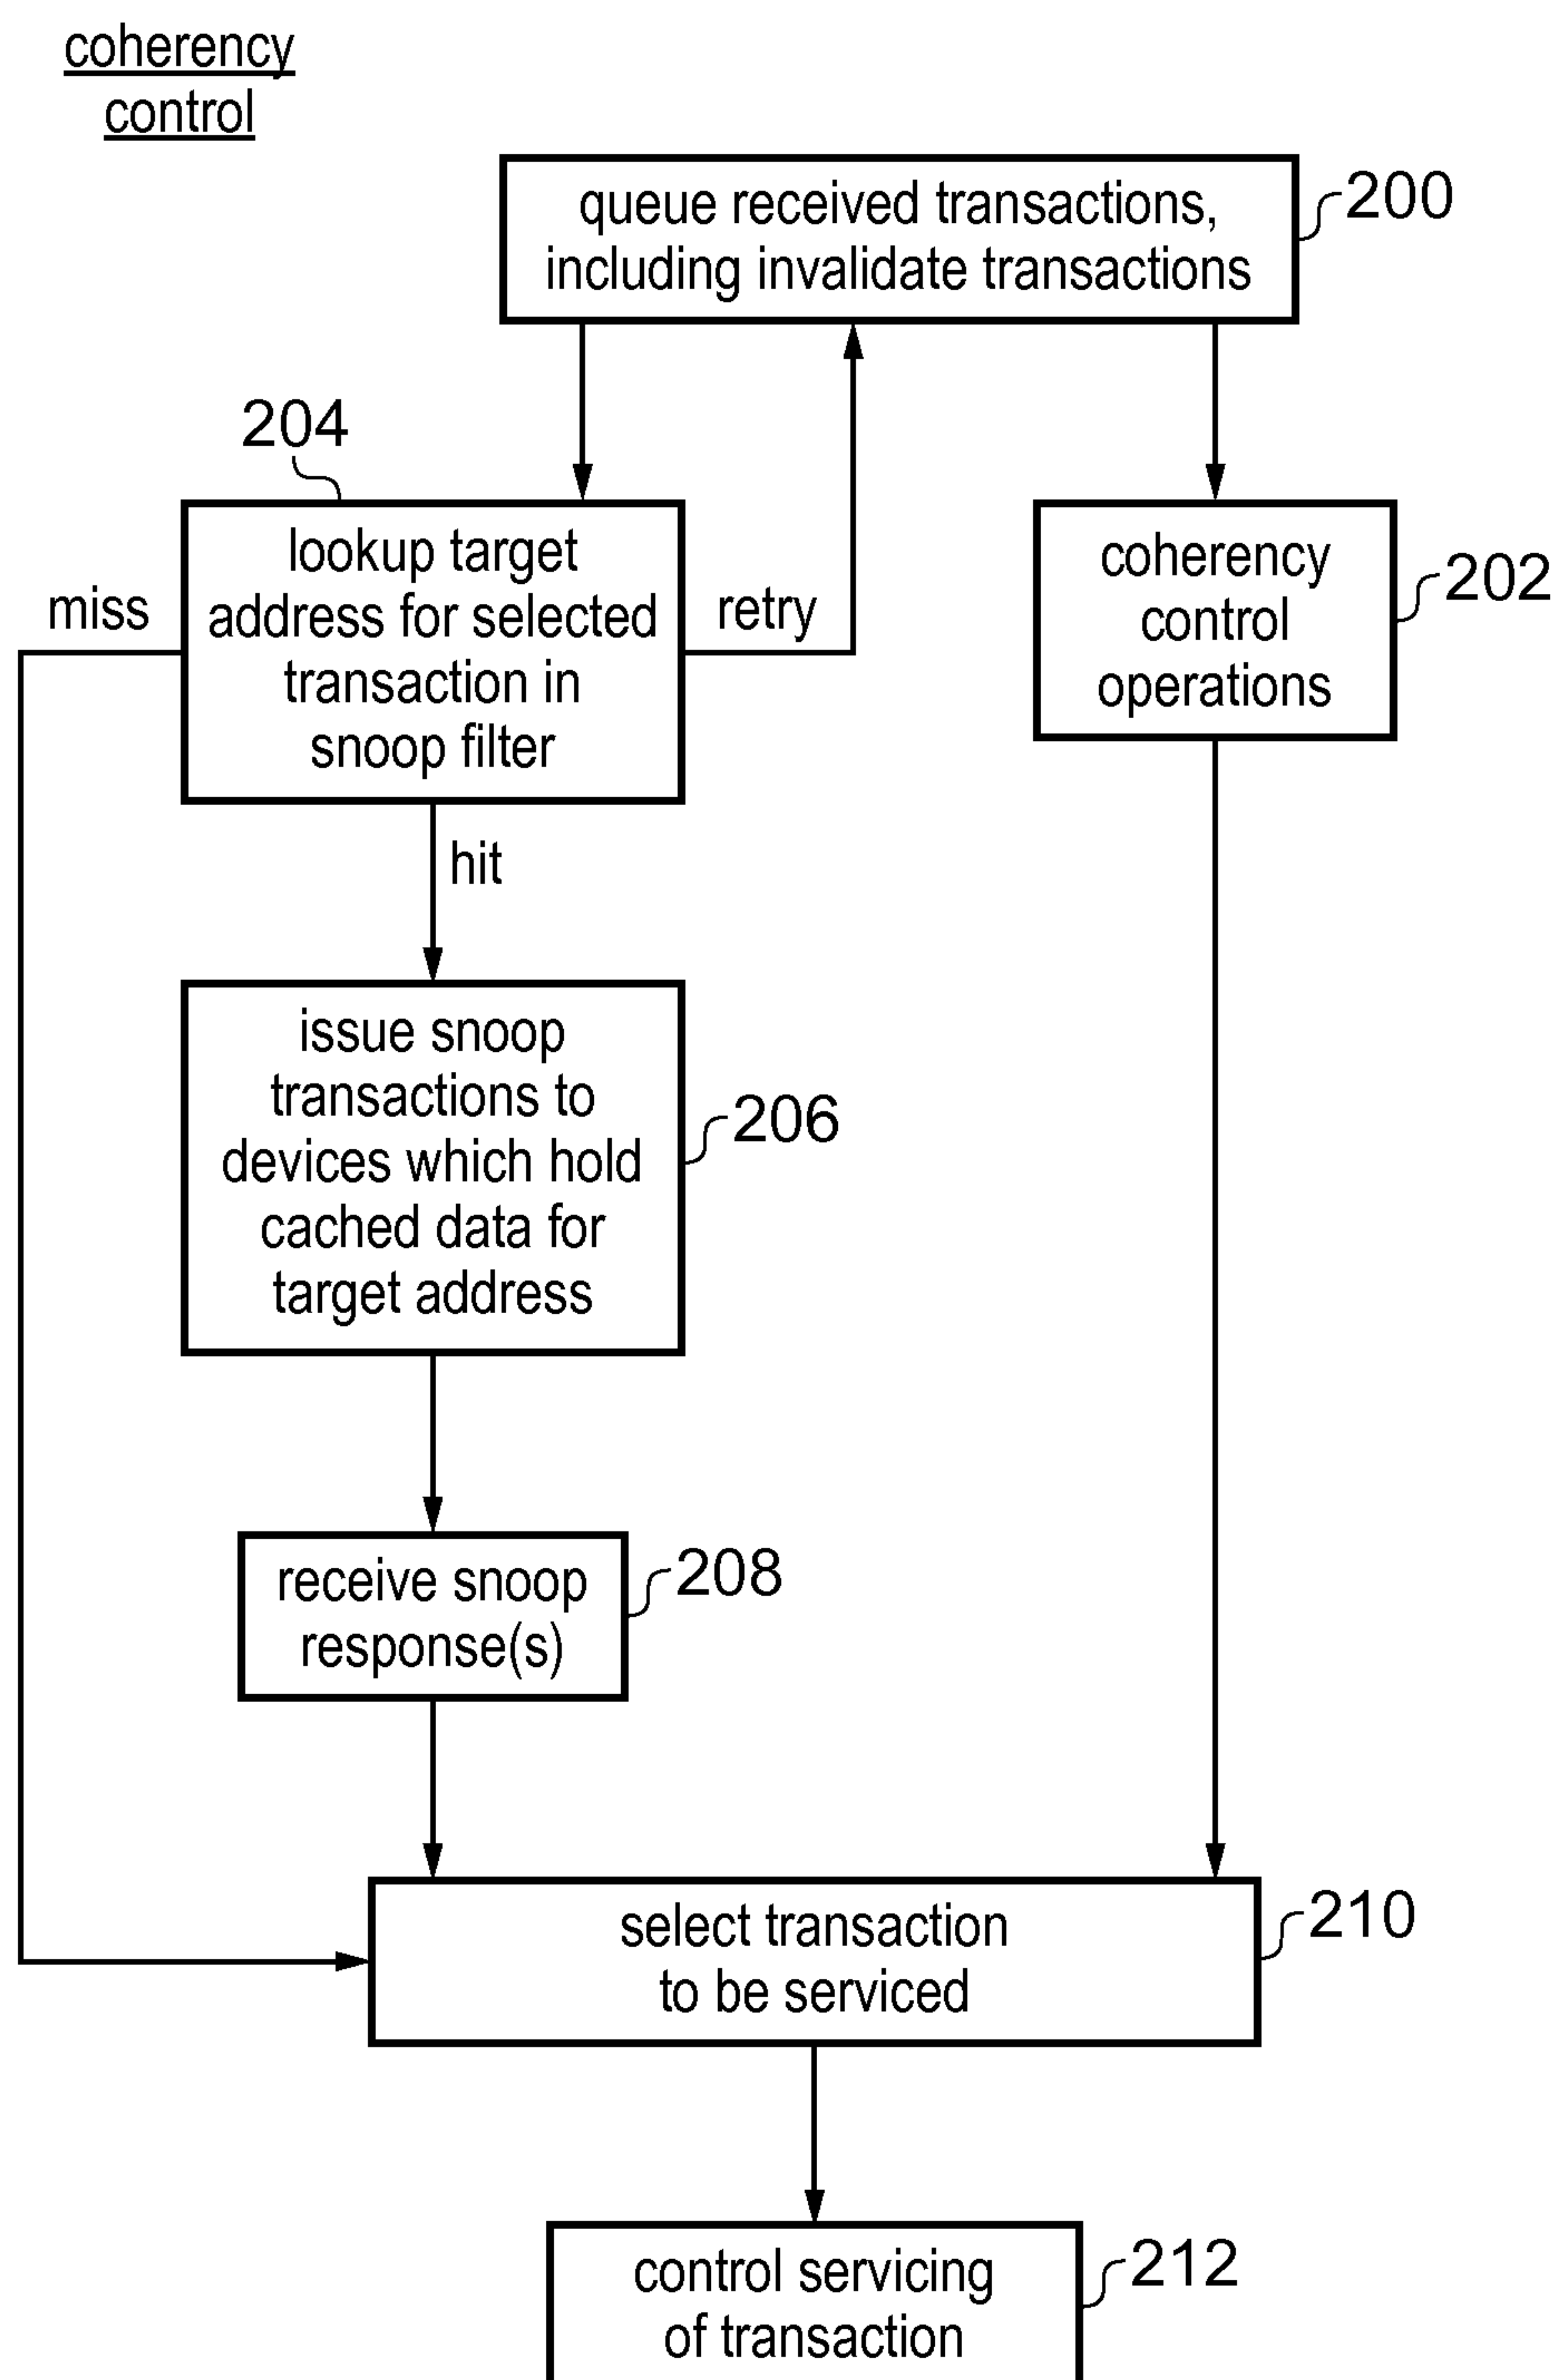 coherency
control
queue received transactions,
including invalidate transactions
200
204
lookup target
address for selected
transaction in
snoop filter
miss
retry
coherency
control
operations
202
hit
issue snoop
transactions to
devices which hold
cached data for
target address
206
receive snoop
response(s)
208
select transaction
to be serviced
210
control servicing
of transaction
212